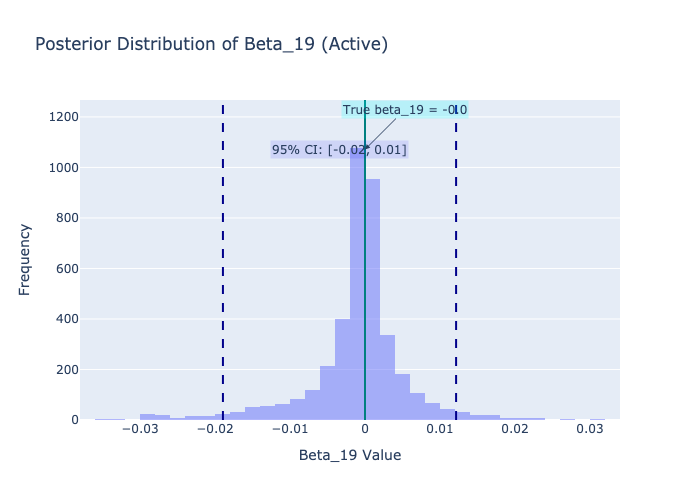 Posterior Distribution of Beta_19 (Active)
True beta_19 = -0.0
95% CI: [-0.02, 0.01]
Frequency
1200
1000
800
600
400
200
0
−0.03 −0.02 −0.01 0 0.01 0.02 0.03
Beta_19 Value